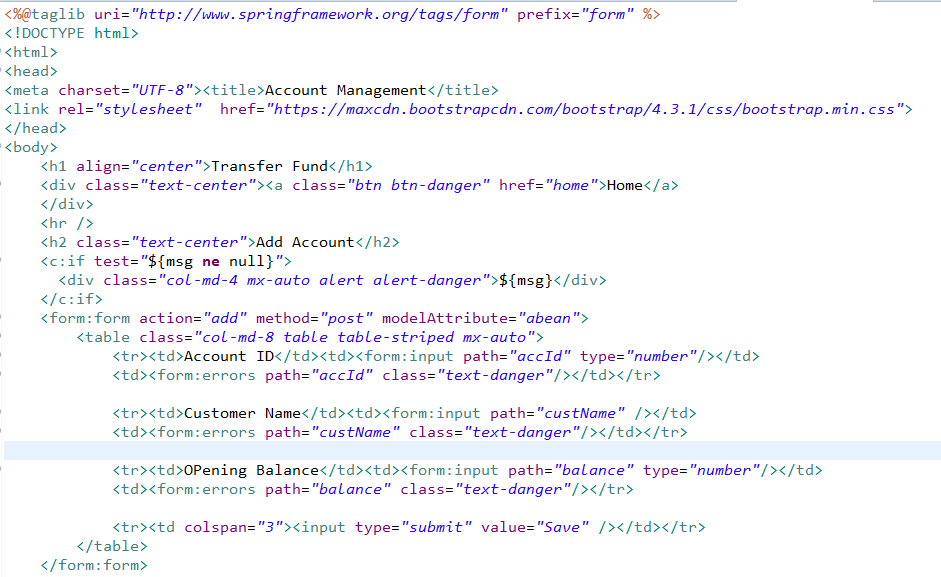 <%@taglib uri="http://www.springframework.org/tags/form" prefix="form" %>
<!DOCTYPE html>
<html>
<head>
<meta charset="UTF-8"><title>Account Management</title>
<link rel="stylesheet"  href="https://maxcdn.bootstrapcdn.com/bootstrap/4.3.1/css/bootstrap.min.css">
</head>
<body>
    <h1 align="center">Transfer Fund</h1>
    <div class="text-center"><a class="btn btn-danger" href="home">Home</a>
    </div>
    <hr />
    <h2 class="text-center">Add Account</h2>
    <c:if test="${msg ne null}">
      <div class="col-md-4 mx-auto alert alert-danger">${msg}</div>
    </c:if>
    <form:form action="add" method="post" modelAttribute="abean">
        <table class="col-md-8 table table-striped mx-auto">
            <tr><td>Account ID</td><td><form:input path="accId" type="number"/></td>
            <td><form:errors path="accId" class="text-danger"/></td></tr>
            <tr><td>Customer Name</td><td><form:input path="custName" /></td>
            <td><form:errors path="custName" class="text-danger"/></td></tr>
            <tr><td>OPening Balance</td><td><form:input path="balance" type="number"/></td>
            <td><form:errors path="balance" class="text-danger"/></tr>
            <tr><td colspan="3"><input type="submit" value="Save" /></td></tr>
        </table>
    </form:form>